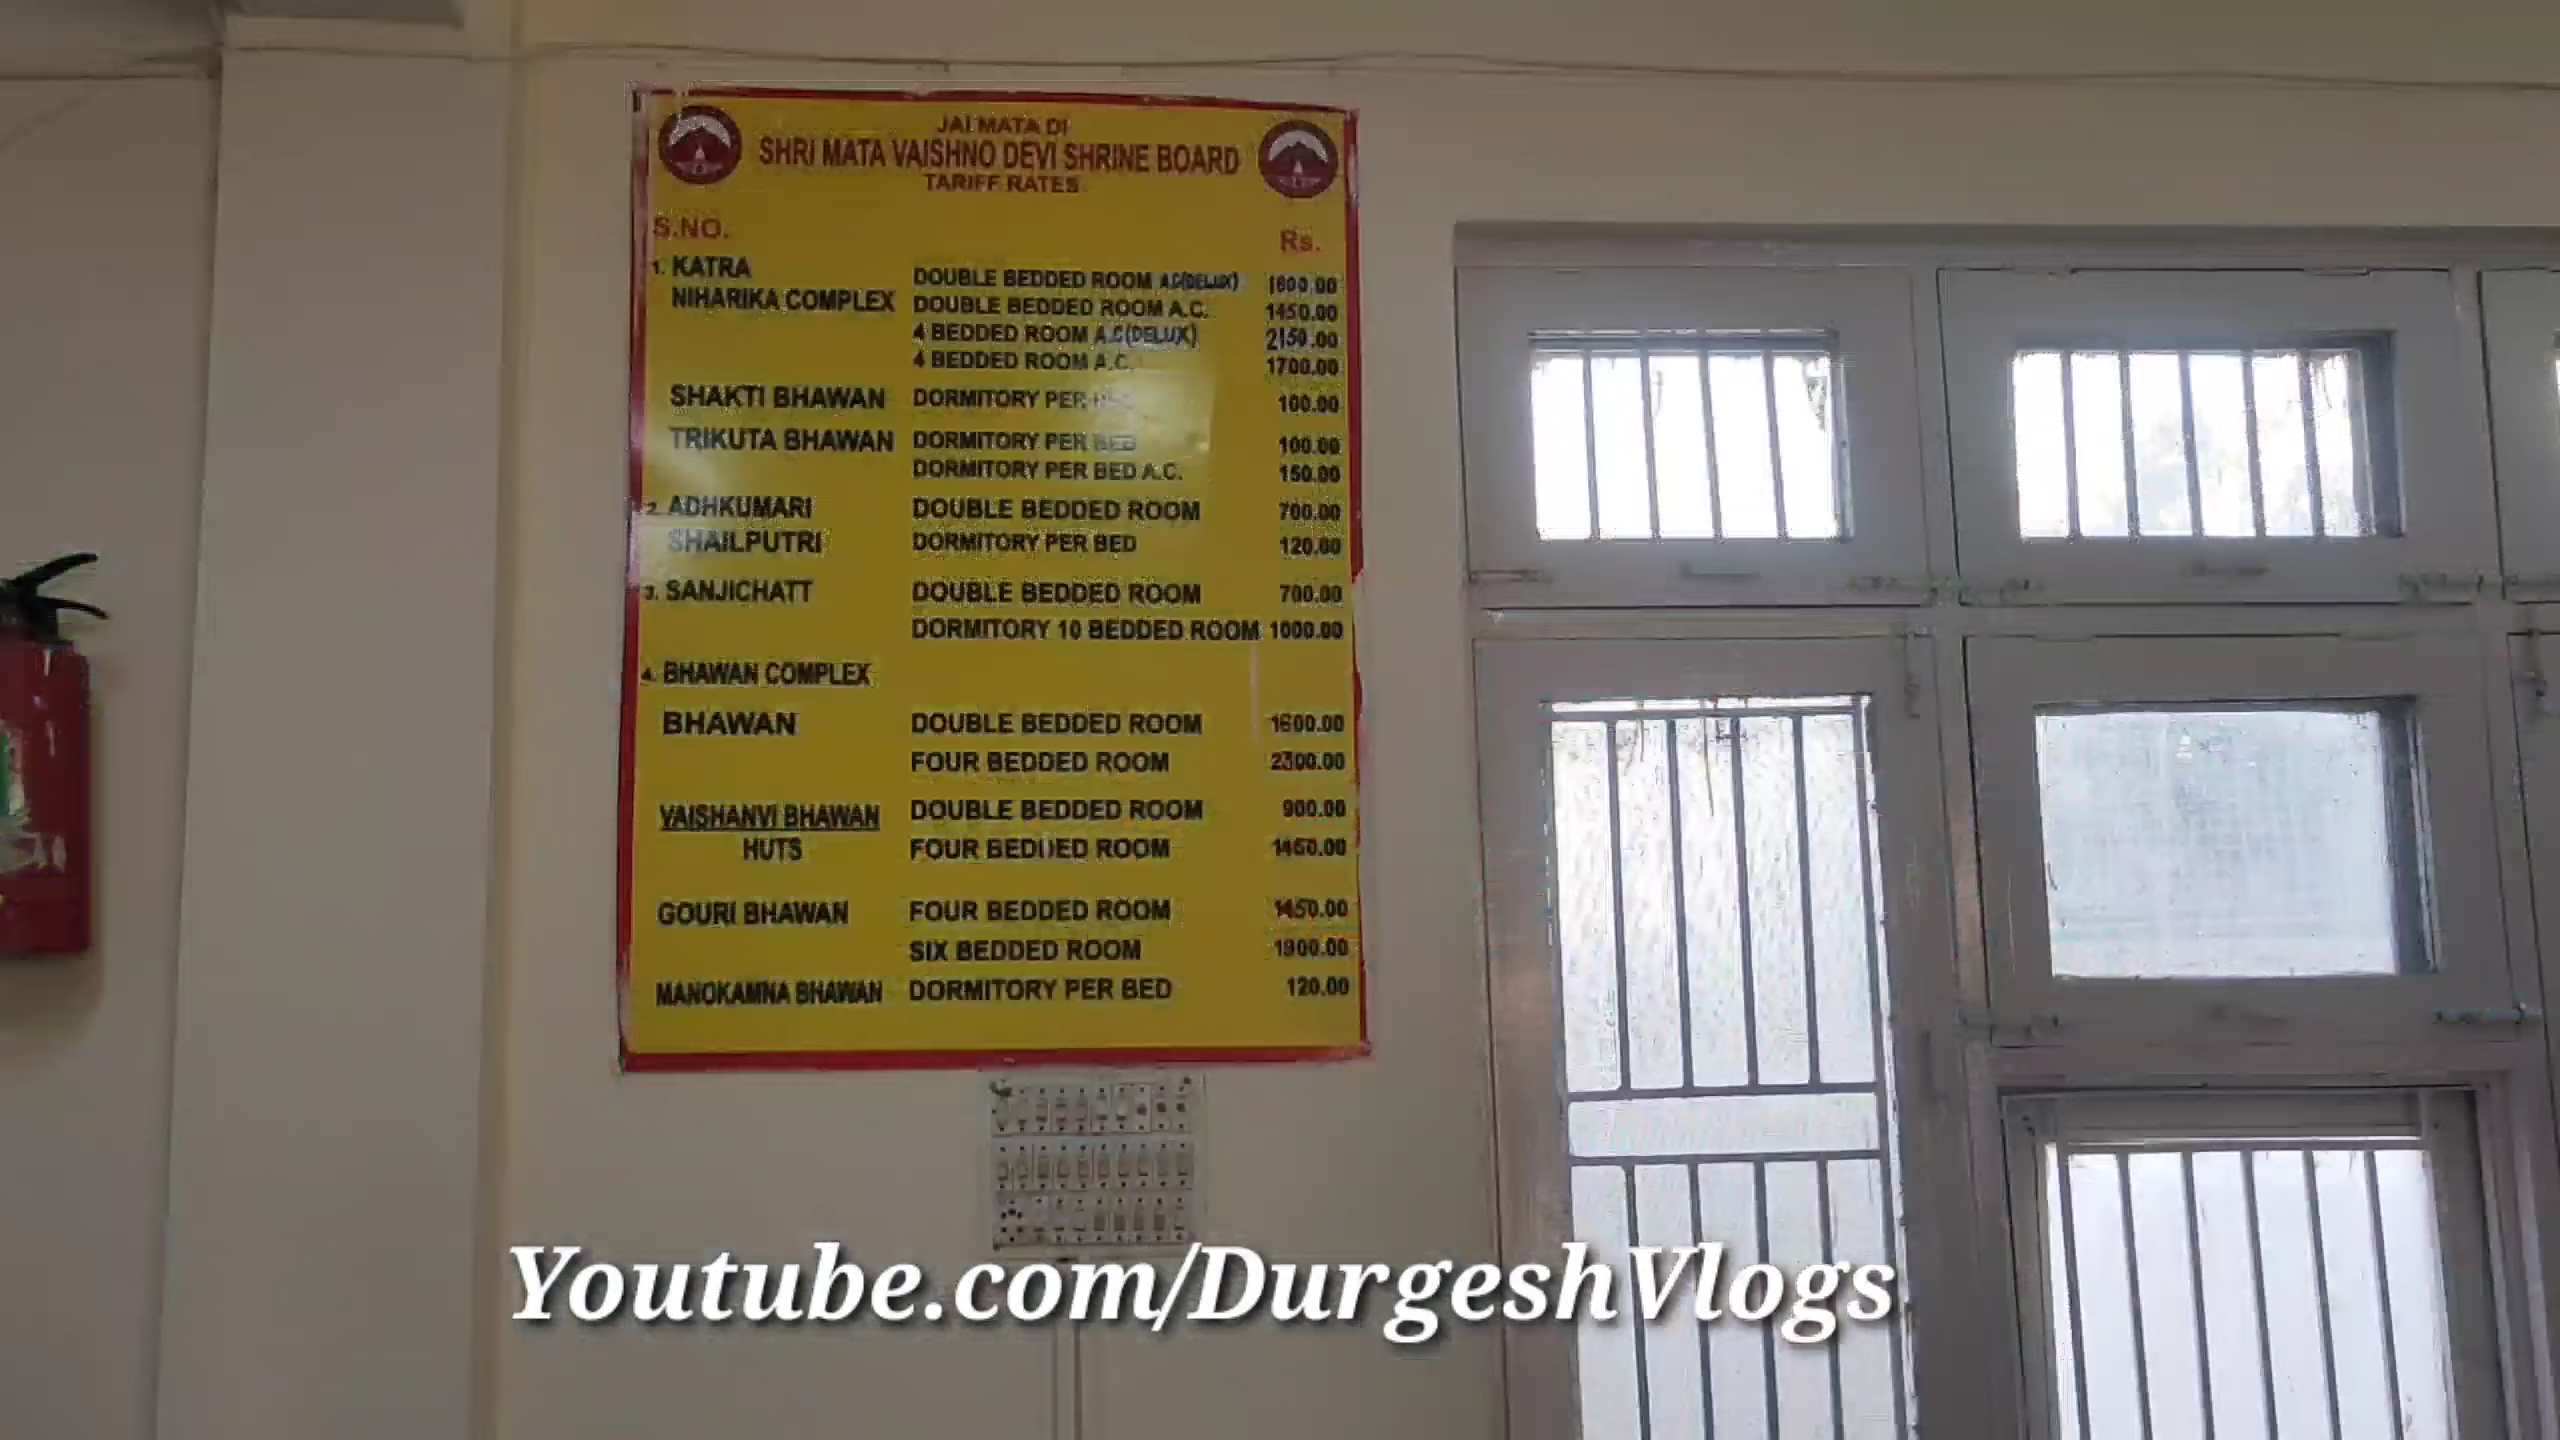 JAI MATA DI
SHRI MATA VAISHNO DEVI SHRINE BOARD
TARIFF RATES
S.NO. Rs.
1. KATRA DOUBLE BEDDED ROOM A.C(DELUX) 1600.00
NIHARIKA COMPLEX DOUBLE BEDDED ROOM A.C. 1450.00
4 BEDDED ROOM A.C(DELUX) 2150.00
4 BEDDED ROOM A.C. 1700.00
SHAKTI BHAWAN DORMITORY PER 100.00
TRIKUTA BHAWAN DORMITORY PER BED 100.00
DORMITORY PER BED A.C. 150.00
2. ADHKUMARI DOUBLE BEDDED ROOM 700.00
SHAILPUTRI DORMITORY PER BED 120.00
3. SANJICHATT DOUBLE BEDDED ROOM 700.00
DORMITORY 10 BEDDED ROOM 1000.00
4. BHAWAN COMPLEX
BHAWAN DOUBLE BEDDED ROOM 1600.00
FOUR BEDDED ROOM 2300.00
VAISHANVI BHAWAN DOUBLE BEDDED ROOM 900.00
HUTS FOUR BEDDED ROOM 1450.00
GOURI BHAWAN FOUR BEDDED ROOM 1450.00
SIX BEDDED ROOM 1900.00
MANOKAMNA BHAWAN DORMITORY PER BED 120.00
Youtube.com/DurgeshVlogs